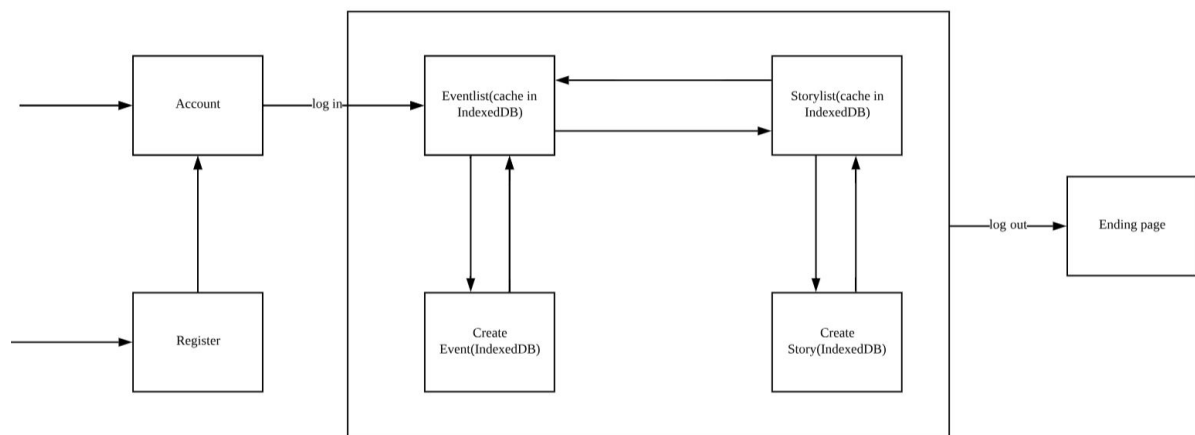 Account
log in
Eventlist(cache in
IndexedDB)
Storylist(cache in
IndexedDB)
log out
Ending page
Register
Create
Event(IndexedDB)
Create
Story(IndexedDB)